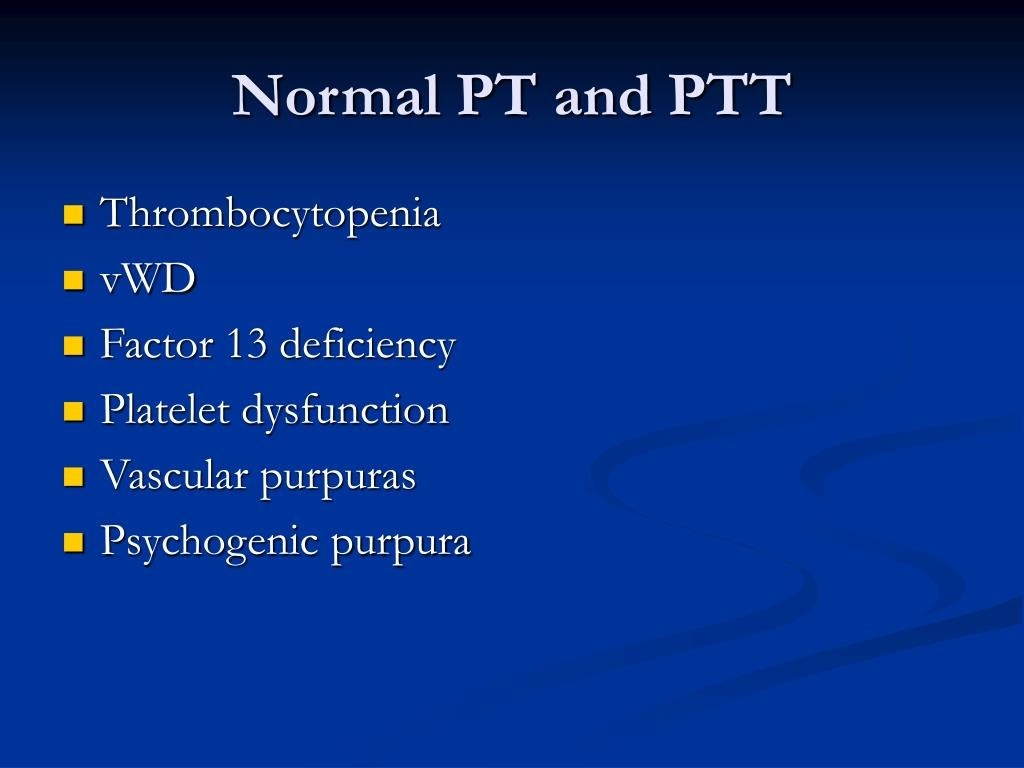 Normal PT and PTT
Thrombocytopenia
vWD
Factor 13 deficiency
Platelet dysfunction
Vascular purpuras
Psychogenic purpura